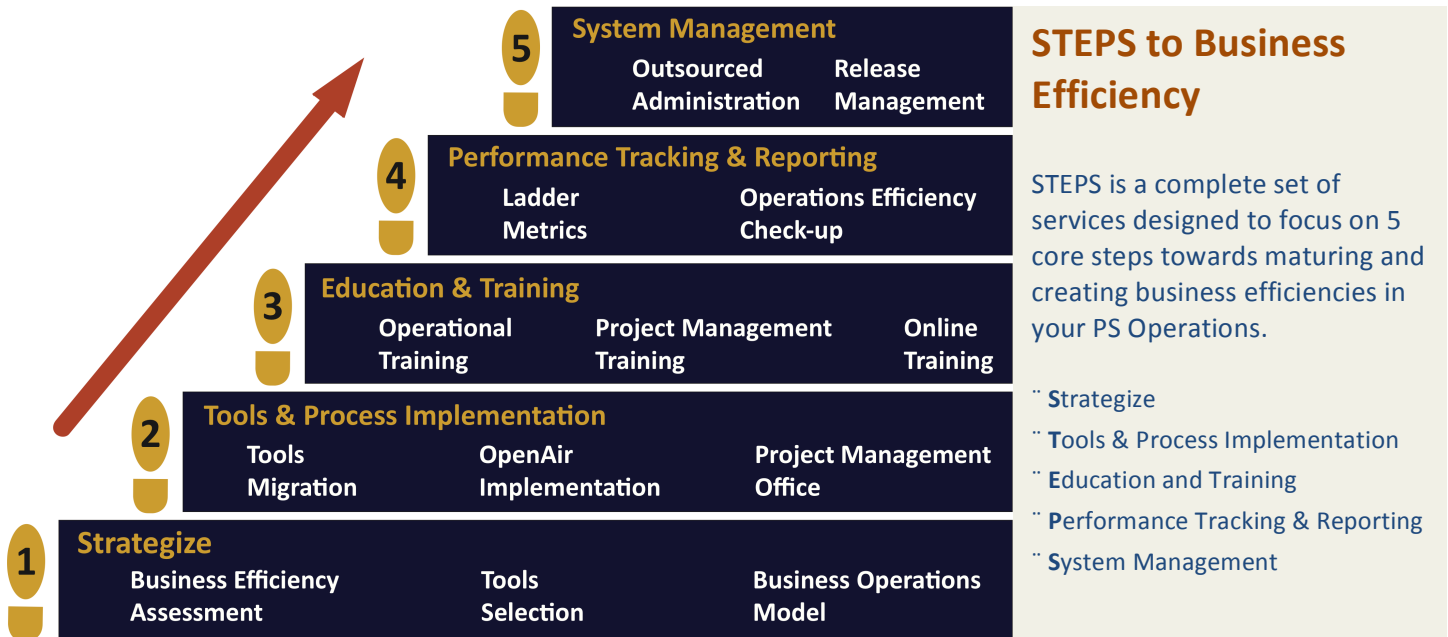 5
System Management
Outsourced Release
Administration Management
4
Performance Tracking & Reporting
Ladder Operations Efficiency
Metrics Check-up
3
Education & Training
Operational Project Management Online
Training Training Training
2
Tools & Process Implementation
Tools OpenAir Project Management
Migration Implementation Office
1
Strategize
Business Efficiency Tools Business Operations
Assessment Selection Model
STEPS to Business
Efficiency
STEPS is a complete set of
services designed to focus on 5
core steps towards maturing and
creating business efficiencies in
your PS Operations.
¨ Strategize
¨ Tools & Process Implementation
¨ Education and Training
¨ Performance Tracking & Reporting
¨ System Management